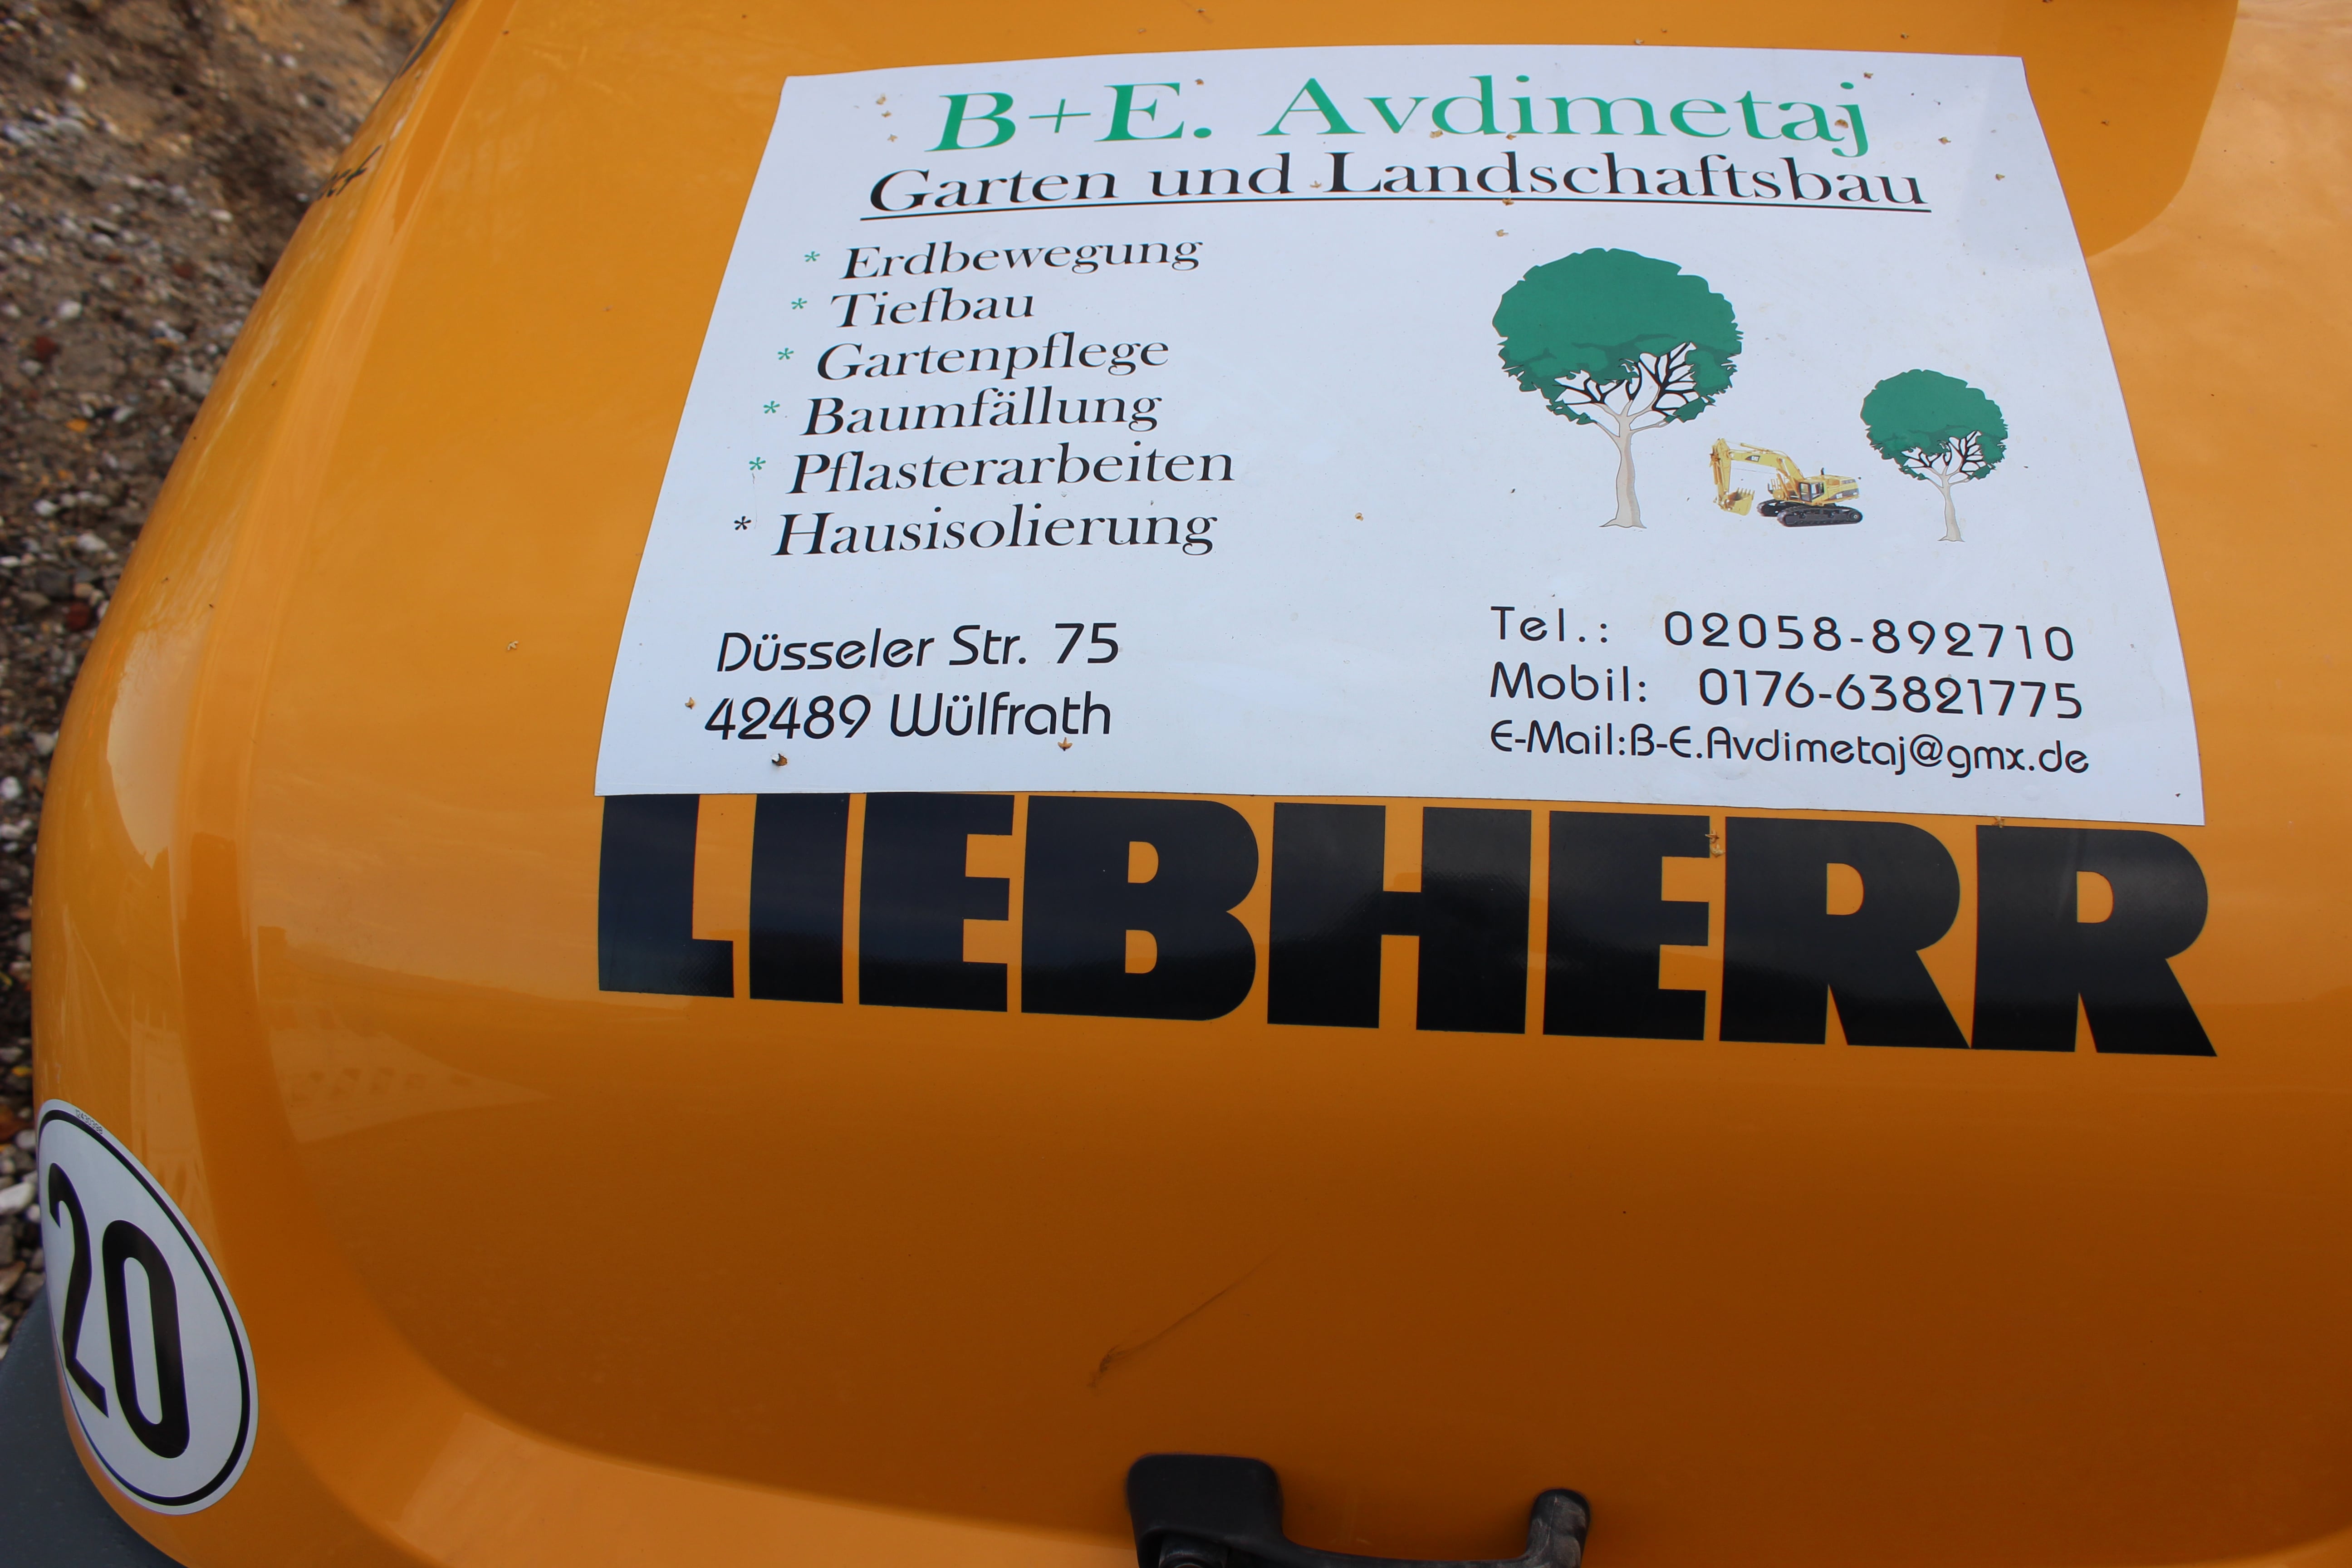 B+E. Avdimetaj
Garten und Landschaftsbau
* Erdbewegung
* Tiefbau
* Gartenpflege
* Baumfällung
* Pflasterarbeiten
* Hausisolierung
Düsseler Str. 75
42489 Wülfrath
Tel.: 02058-892710
Mobil: 0176-63821775
E-Mail:B-E.Avdimetaj@gmx.de
LIEBHERR
20